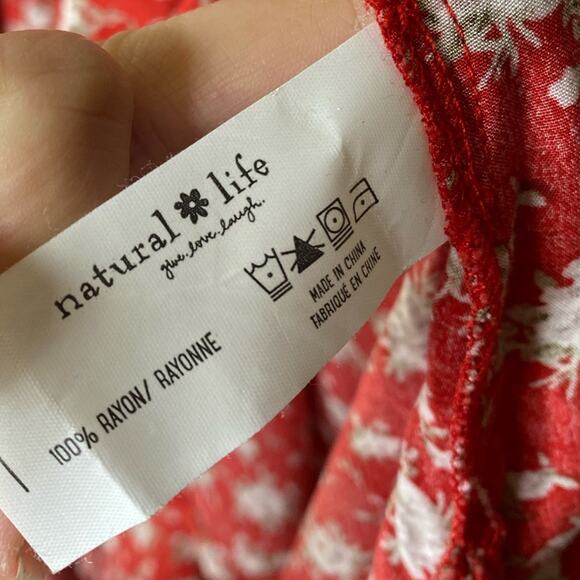 natural life
give. love. laugh.
MADE IN CHINA
FABRIQUÉ EN CHINE
100% RAYON/ RAYONNE